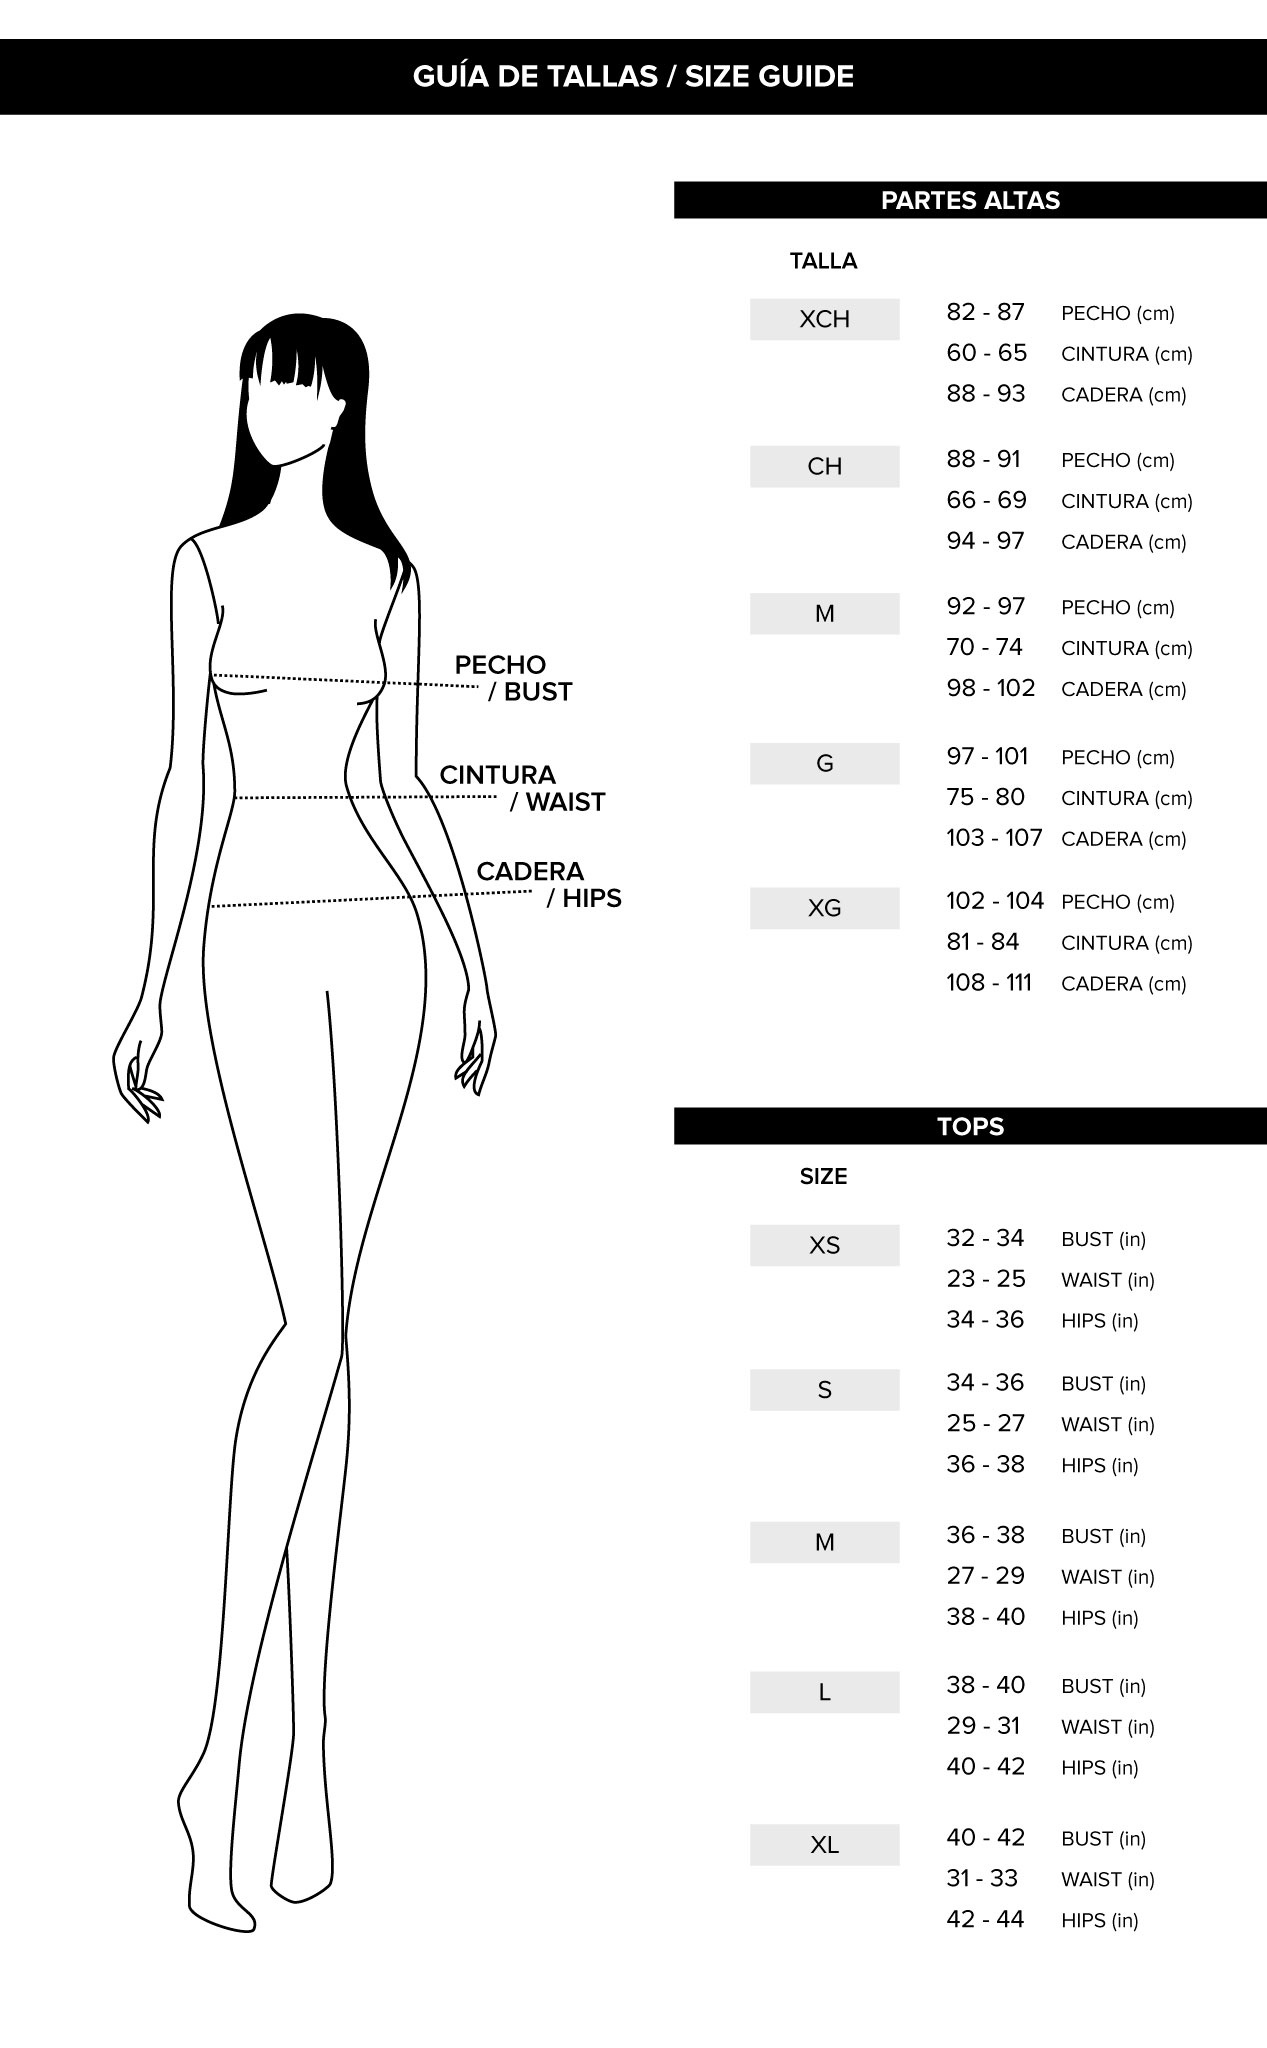 GUÍA DE TALLAS / SIZE GUIDE
PECHO
/ BUST
CINTURA
/ WAIST
CADERA
/ HIPS
PARTES ALTAS
TALLA
XCH
82 - 87 PECHO (cm)
60 - 65 CINTURA (cm)
88 - 93 CADERA (cm)
CH
88 - 91 PECHO (cm)
66 - 69 CINTURA (cm)
94 - 97 CADERA (cm)
M
92 - 97 PECHO (cm)
70 - 74 CINTURA (cm)
98 - 102 CADERA (cm)
G
97 - 101 PECHO (cm)
75 - 80 CINTURA (cm)
103 - 107 CADERA (cm)
XG
102 - 104 PECHO (cm)
81 - 84 CINTURA (cm)
108 - 111 CADERA (cm)
TOPS
SIZE
XS
32 - 34 BUST (in)
23 - 25 WAIST (in)
34 - 36 HIPS (in)
S
34 - 36 BUST (in)
25 - 27 WAIST (in)
36 - 38 HIPS (in)
M
36 - 38 BUST (in)
27 - 29 WAIST (in)
38 - 40 HIPS (in)
L
38 - 40 BUST (in)
29 - 31 WAIST (in)
40 - 42 HIPS (in)
XL
40 - 42 BUST (in)
31 - 33 WAIST (in)
42 - 44 HIPS (in)